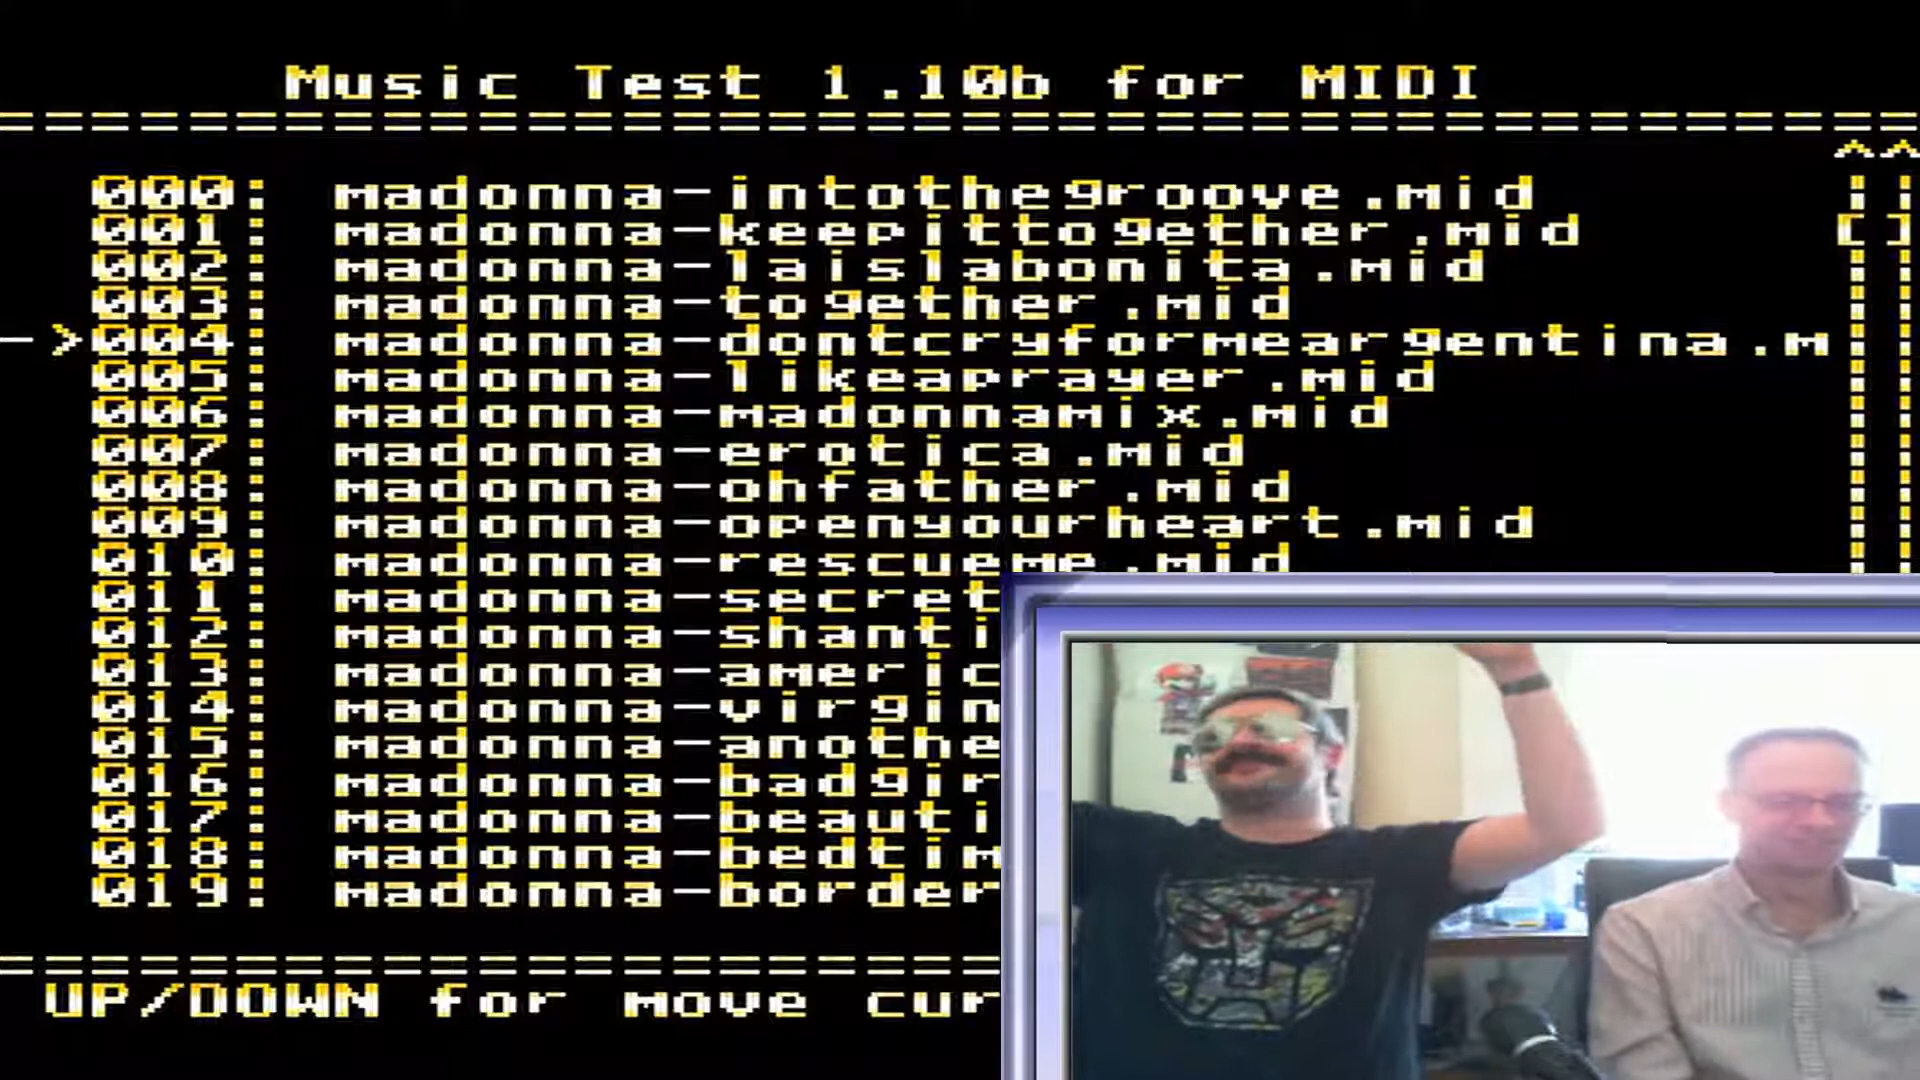 Music Test 1.10b for MIDI
======================================== 
^^
000: madonna-intothegroove.mid
001: madonna-keepittogether.mid []
002: madonna-laislabonita.mid
003: madonna-together.mid
-->004: madonna-dontcryformeargentina.m
005: madonna-likeaprayer.mid
006: madonna-madonnamix.mid
007: madonna-erotica.mid
008: madonna-ohfather.mid
009: madonna-openyourheart.mid
010: madonna-rescueme.mid
011: madonna-secret
012: madonna-shanti
013: madonna-americ
014: madonna-virgin
015: madonna-anothe
016: madonna-badgir
017: madonna-beauti
018: madonna-bedtim
019: madonna-border
=====================
UP/DOWN for move cur